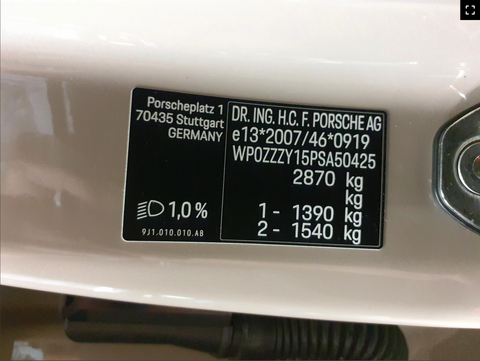 Porscheplatz 1
70435 Stuttgart
GERMANY
1,0 %
9J1.010.010.AB
DR. ING. H.C. F. PORSCHE AG
e13*2007/46*0919
WP0ZZZY15PSA50425
2870 kg
kg
1 - 1390 kg
2 - 1540 kg